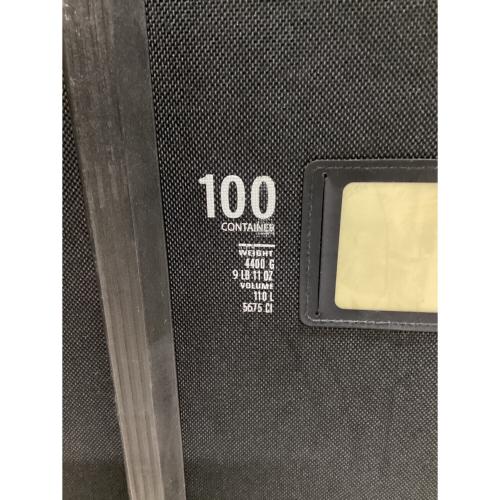 100
CONTAINER
WEIGHT
4400 G
9 LB 11 OZ
VOLUME
110 L
5675 CI